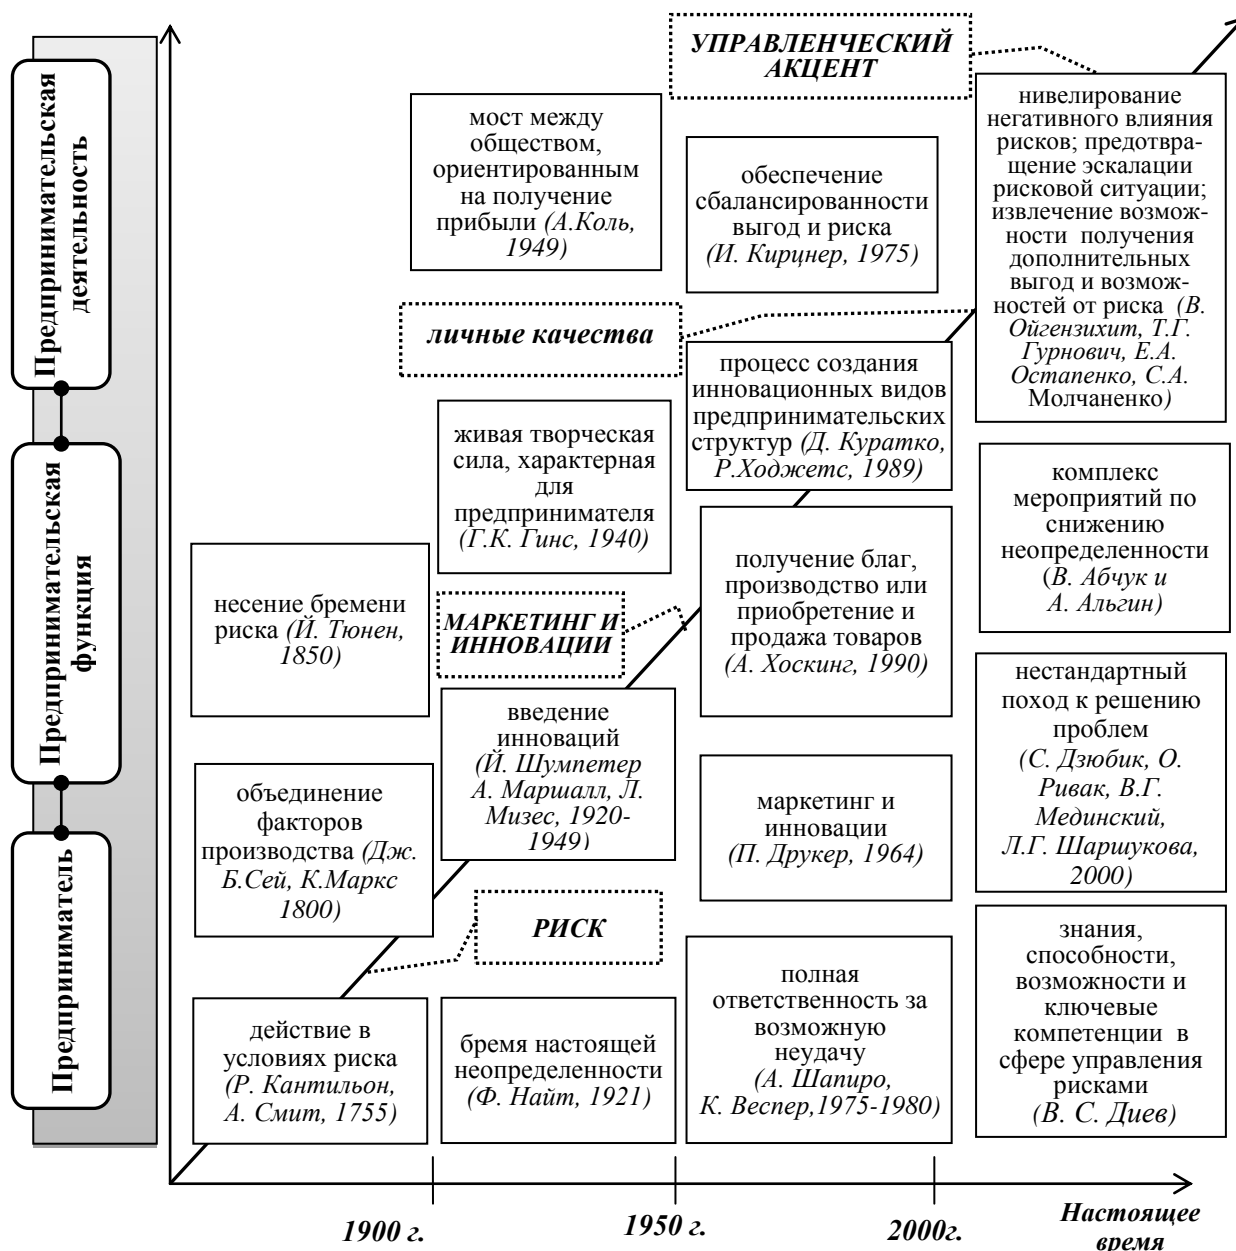 Предпринимательская
деятельность
Предпринимательская
функция
Предприниматель
УПРАВЛЕНЧЕСКИЙ
АКЦЕНТ
мост между
обществом,
ориентированным
на получение
прибыли (А.Коль,
1949)
обеспечение
сбалансированности
выгод и риска
(И. Кирцнер, 1975)
нивелирование
негативного влияния
рисков; предотвра-
щение эскалации
рисковой ситуации;
извлечение возмож-
ности получения
дополнительных
выгод и возмож-
ностей от риска (В.
Ойгензихит, Т.Г.
Гурнович, Е.А.
Остапенко, С.А.
Молчаненко)
личные качества
процесс создания
инновационных видов
предпринимательских
структур (Д. Куратко,
Р.Ходжетс, 1989)
живая творческая
сила, характерная
для
предпринимателя
(Г.К. Гинс, 1940)
комплекс
мероприятий по
снижению
неопределенности
(В. Абчук и
А. Альгин)
несение бремени
риска (Й. Тюнен,
1850)
МАРКЕТИНГ И
ИННОВАЦИИ
получение благ,
производство или
приобретение и
продажа товаров
(А. Хоскинг, 1990)
нестандартный
поход к решению
проблем
(С. Дзюбик, О.
Ривак, В.Г.
Мединский,
Л.Г. Шаршукова,
2000)
введение
инноваций
(Й. Шумпетер
А. Маршалл, Л.
Мизес, 1920-
1949)
объединение
факторов
производства (Дж.
Б.Сей, К.Маркс
1800)
маркетинг и
инновации
(П. Друкер, 1964)
РИСК
знания,
способности,
возможности и
ключевые
компетенции в
сфере управления
рисками
(В. С. Диев)
действие в
условиях риска
(Р. Кантильон,
А. Смит, 1755)
бремя настоящей
неопределенности
(Ф. Найт, 1921)
полная
ответственность за
возможную
неудачу
(А. Шапиро,
К. Веспер,1975-1980)
1900 г.
1950 г.
2000г.
Настоящее
время